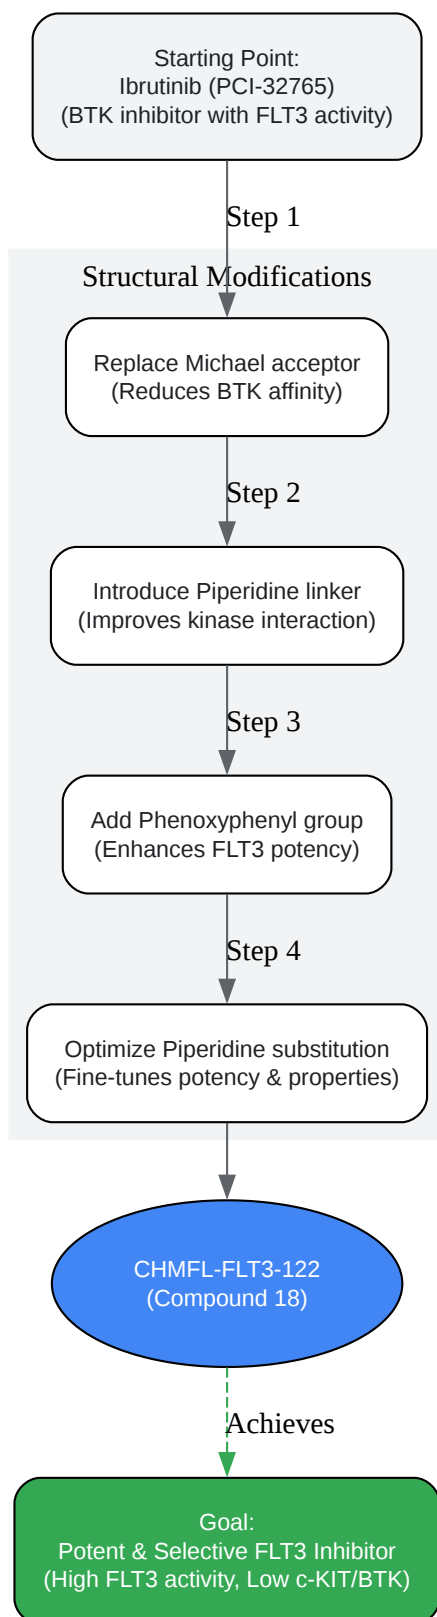 Starting Point:
Ibrutinib (PCI-32765)
(BTK inhibitor with FLT3 activity)
Step 1
Structural Modifications
Replace Michael acceptor
(Reduces BTK affinity)
Step 2
Introduce Piperidine linker
(Improves kinase interaction)
Step 3
Add Phenoxyphenyl group
(Enhances FLT3 potency)
Step 4
Optimize Piperidine substitution
(Fine-tunes potency & properties)
CHMFL-FLT3-122
(Compound 18)
Achieves
Goal:
Potent & Selective FLT3 Inhibitor
(High FLT3 activity, Low c-KIT/BTK)